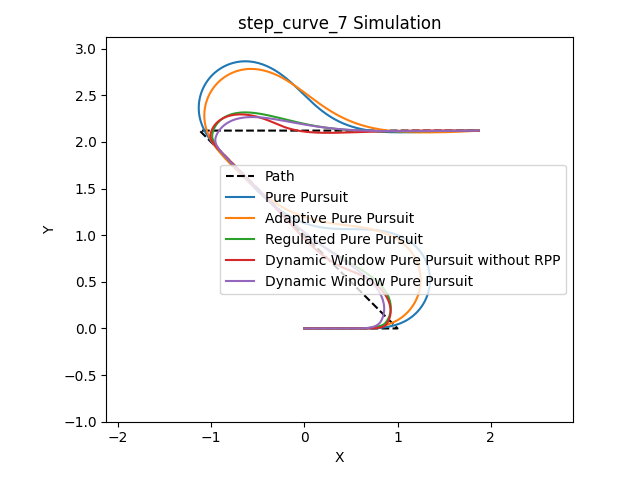 step_curve_7 Simulation
Y
3.0
2.5
2.0
1.5
1.0
0.5
0.0
−0.5
−1.0
Path
Pure Pursuit
Adaptive Pure Pursuit
Regulated Pure Pursuit
Dynamic Window Pure Pursuit without RPP
Dynamic Window Pure Pursuit
−2 −1 0 1 2
X